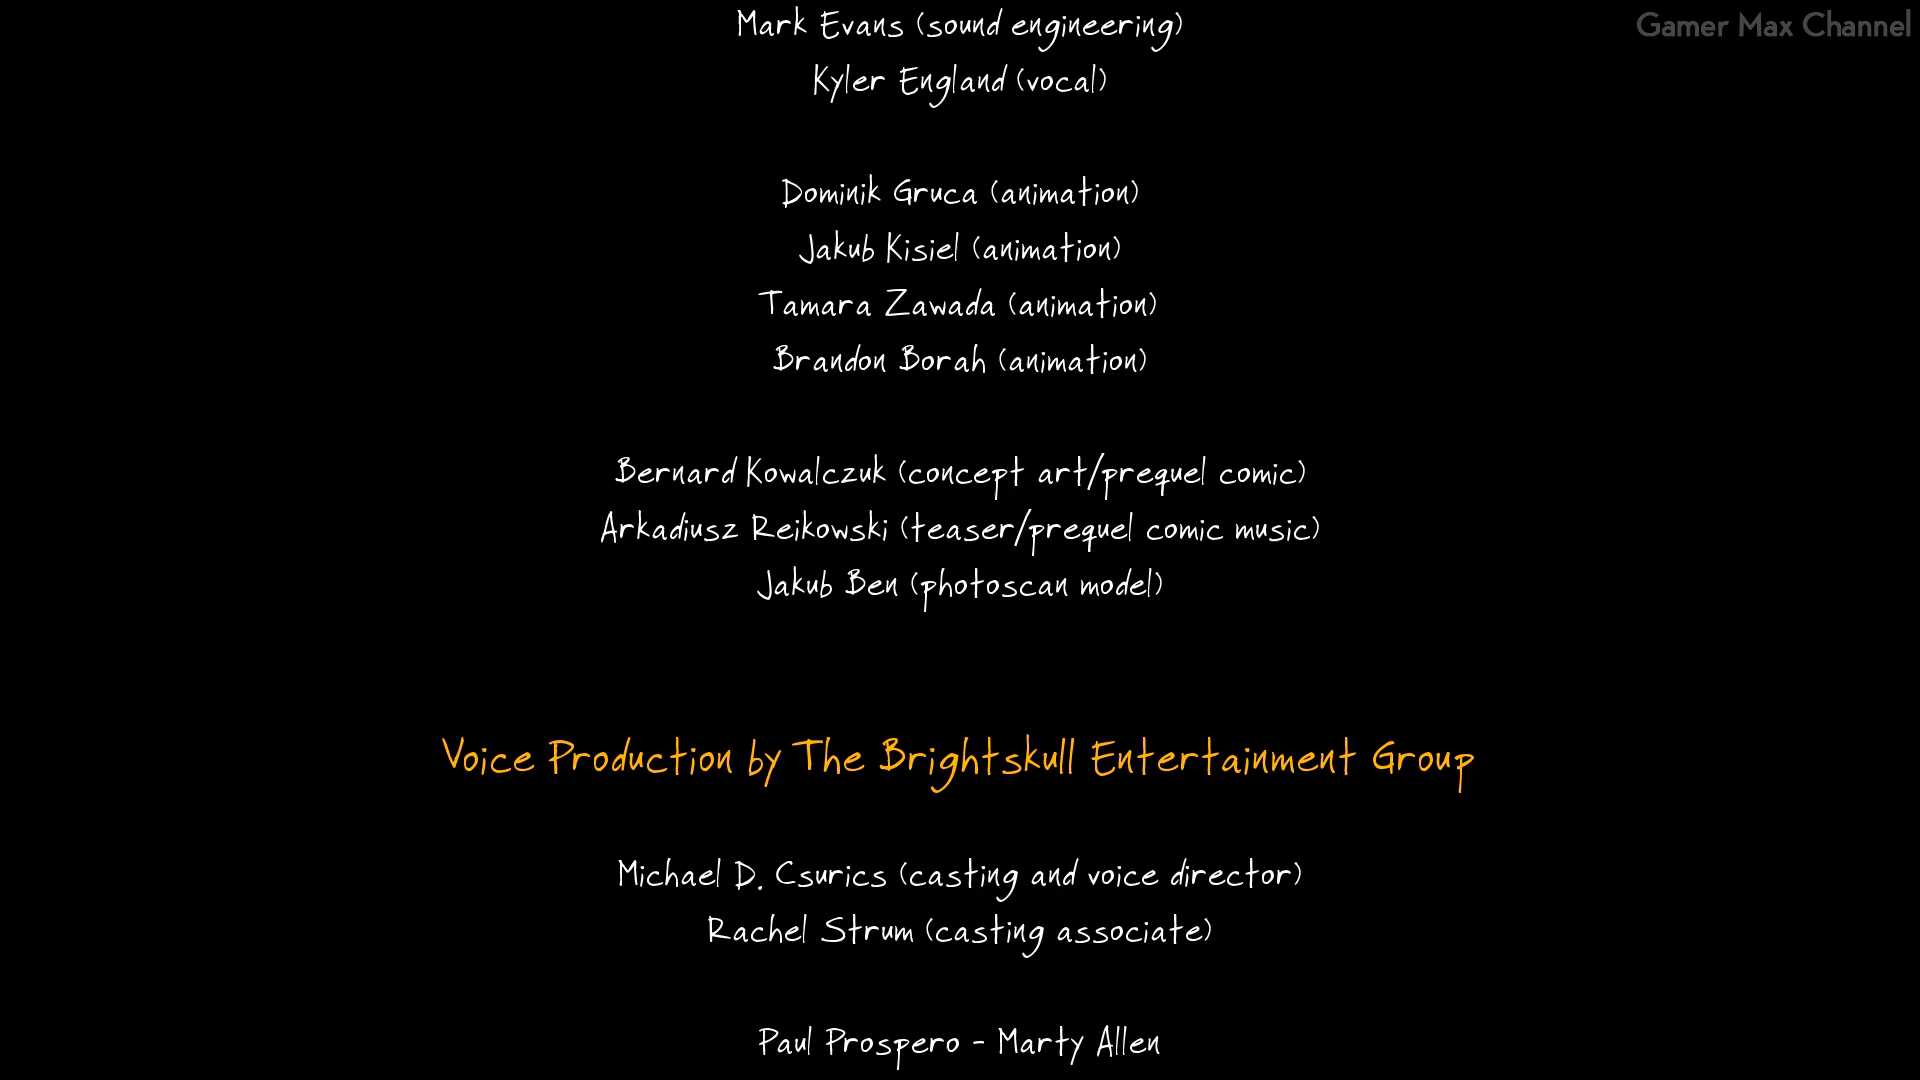 Gamer Max Channel
Mark Evans (sound engineering)
Kyler England (vocal)
Dominik Gruca (animation)
Jakub Kisiel (animation)
Tamara Zawada (animation)
Brandon Borah (animation)
Bernard Kowalczuk (concept art/prequel comic)
Arkadiusz Reikowski (teaser/prequel comic music)
Jakub Ben (photoscan model)
Voice Production by The Brightskull Entertainment Group
Michael D. Csurics (casting and voice director)
Rachel Strum (casting associate)
Paul Prospero - Marty Allen